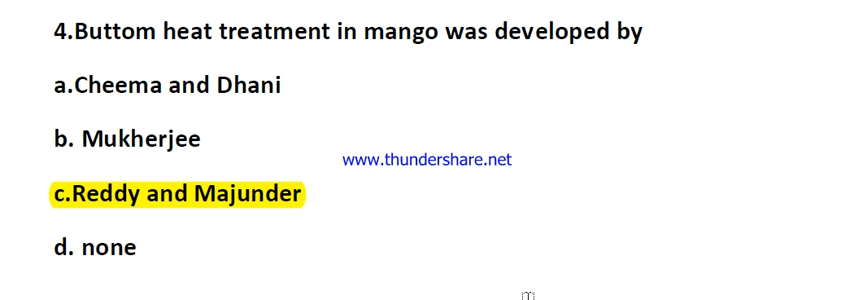 4.Buttom heat treatment in mango was developed by
a.Cheema and Dhani
b. Mukherjee
www.thundershare.net
c.Reddy and Majunder
d. none